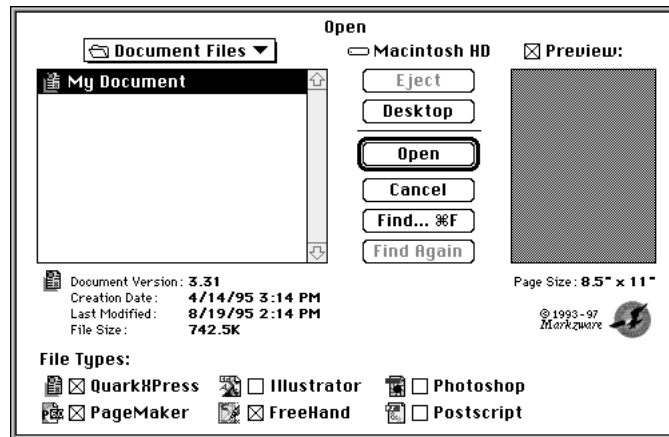 Open
Document Files
Macintosh HD
Preview:
My Document
Eject
Desktop
Open
Cancel
Find... ⌘F
Find Again
Document Version: 3.31
Creation Date: 4/14/95 3:14 PM
Last Modified: 8/19/95 2:14 PM
File Size: 742.5K
Page Size: 8.5" x 11"
© 1993-97
Markzware
File Types:
QuarkXPress Illustrator Photoshop
PageMaker FreeHand Postscript